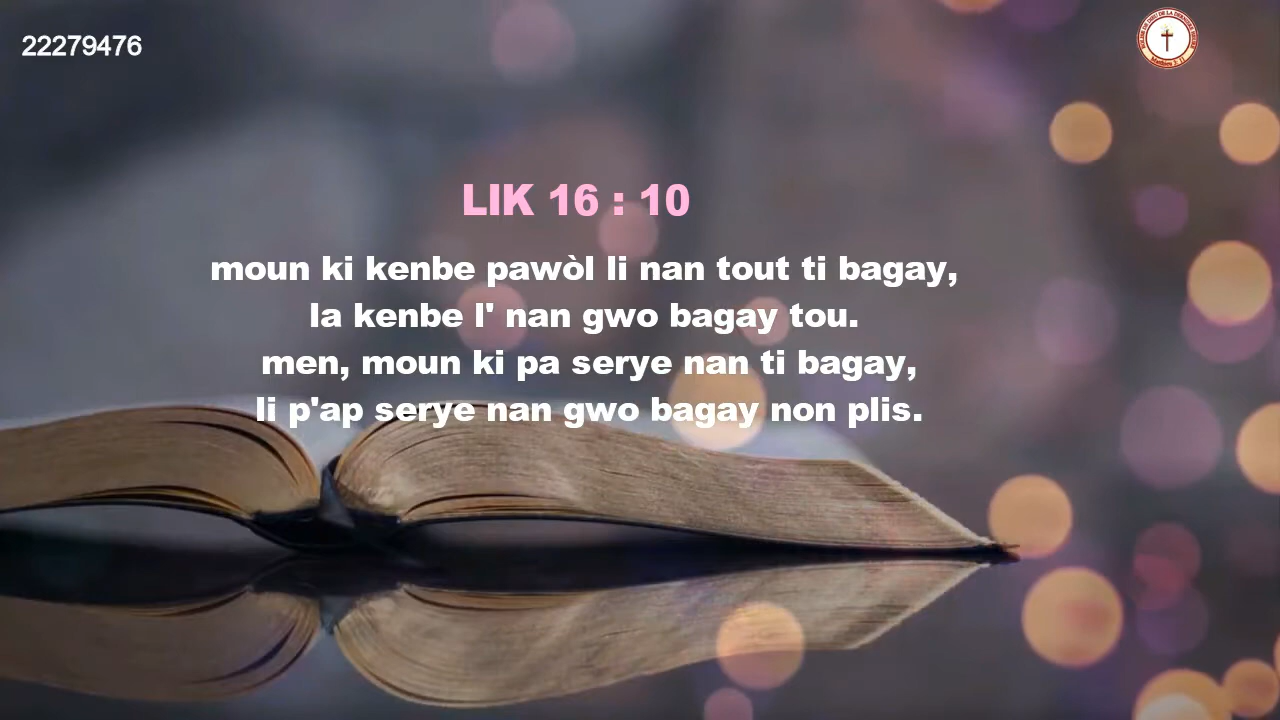 22279476
LIK 16 : 10
moun ki kenbe pawòl li nan tout ti bagay,
la kenbe l' nan gwo bagay tou.
men, moun ki pa serye nan ti bagay,
li p'ap serye nan gwo bagay non plis.